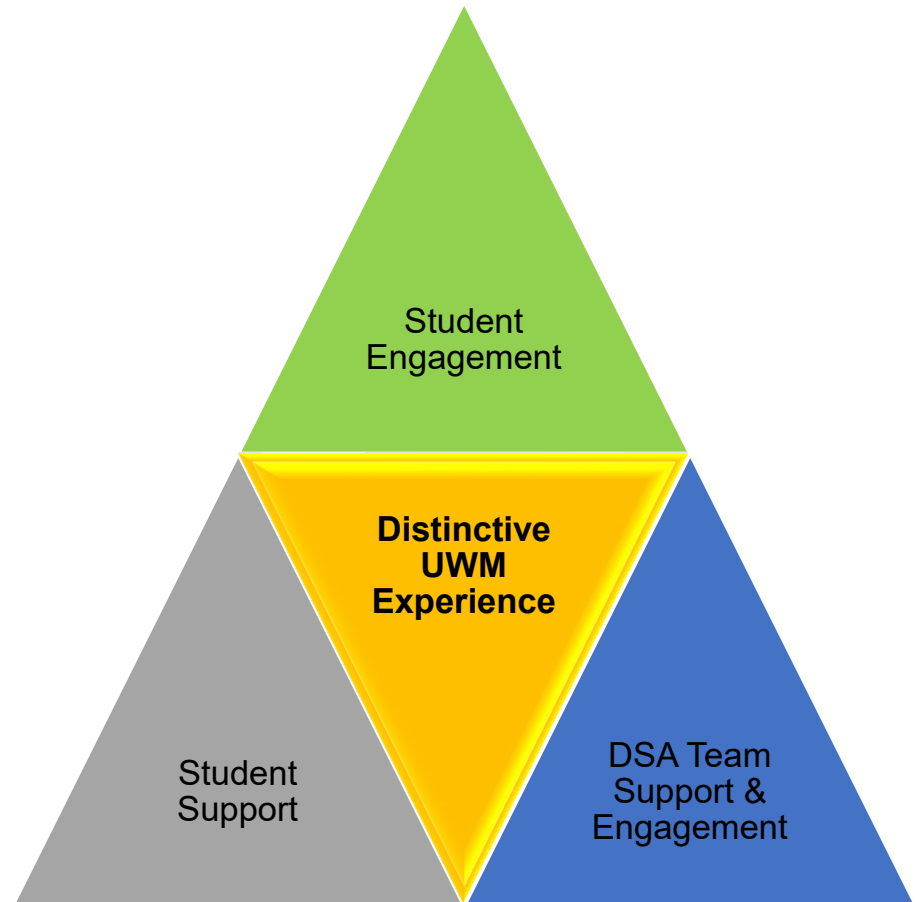 Student
Engagement
Distinctive
UWM
Experience
Student
Support
DSA Team
Support &
Engagement